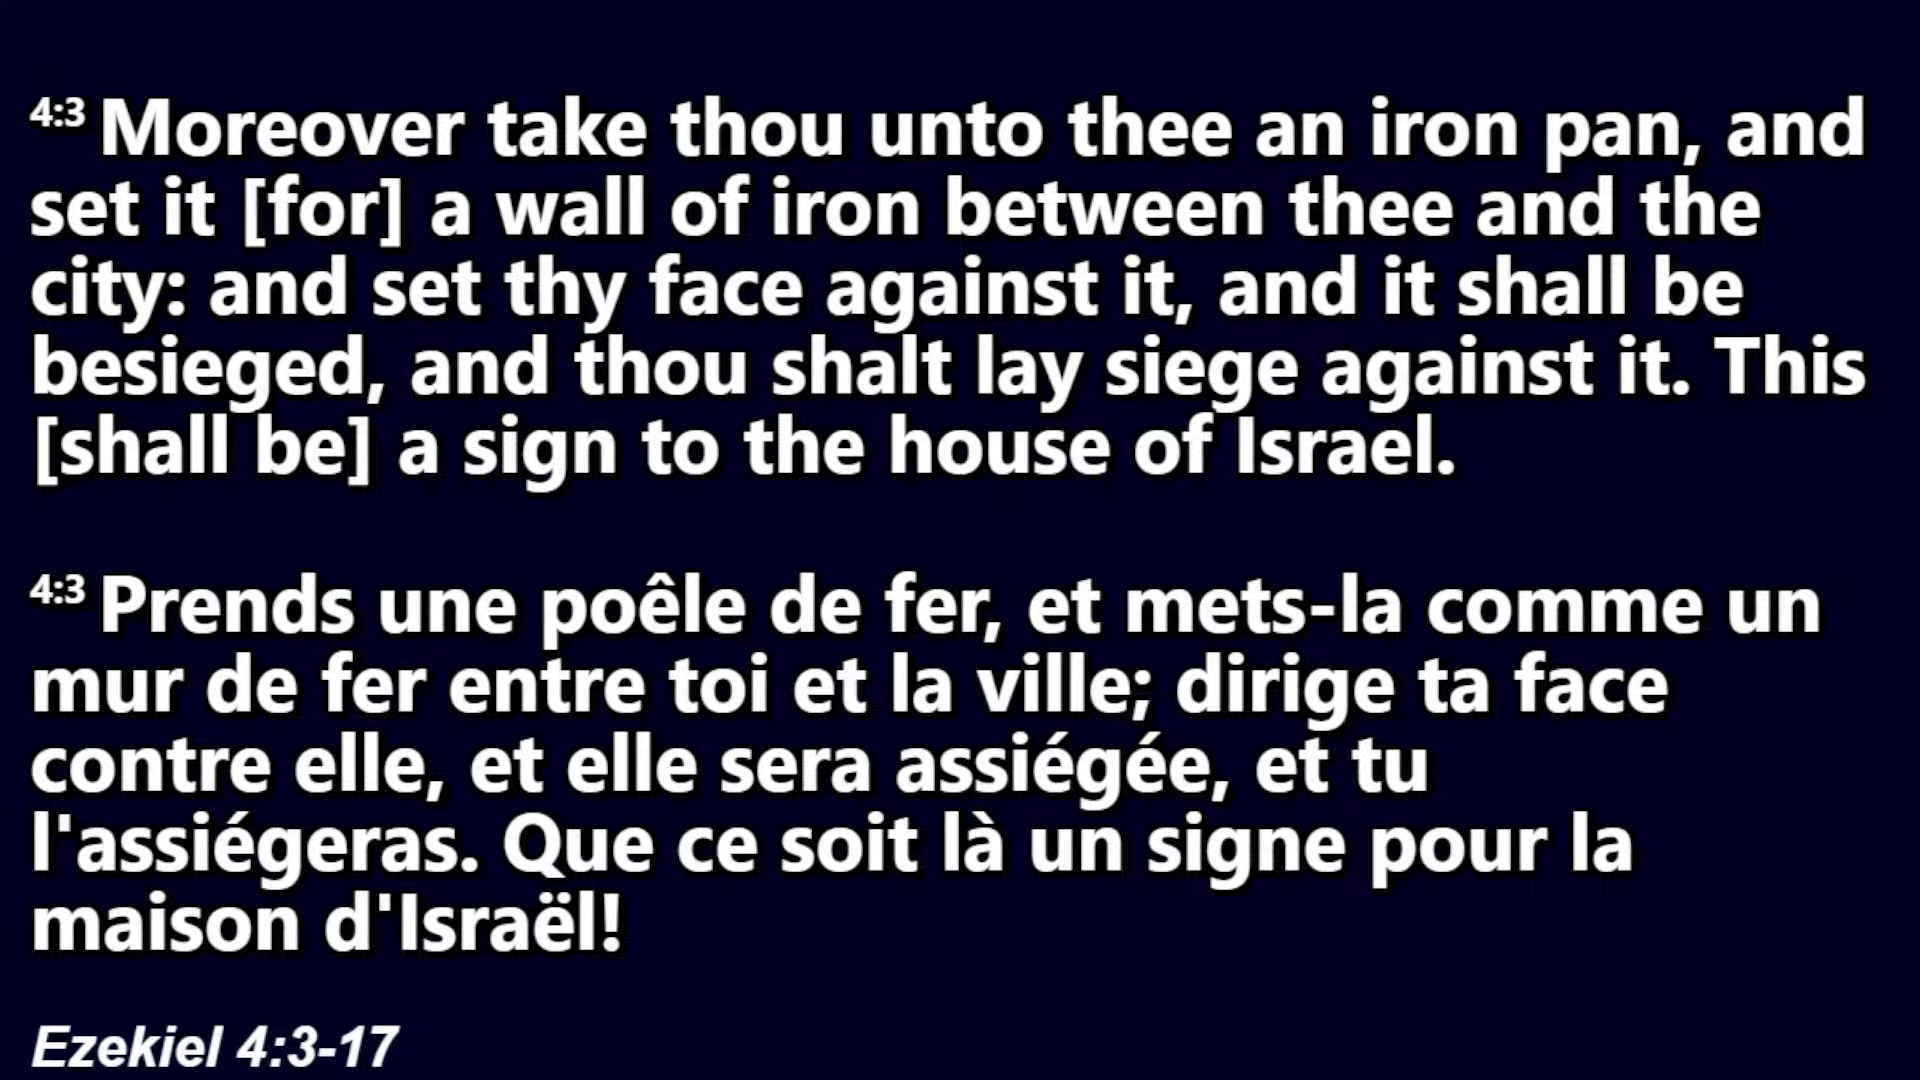 4:3 Moreover take thou unto thee an iron pan, and
set it [for] a wall of iron between thee and the
city: and set thy face against it, and it shall be
besieged, and thou shalt lay siege against it. This
[shall be] a sign to the house of Israel.
4:3 Prends une poêle de fer, et mets-la comme un
mur de fer entre toi et la ville; dirige ta face
contre elle, et elle sera assiégée, et tu
l'assiégeras. Que ce soit là un signe pour la
maison d'Israël!
Ezekiel 4:3-17